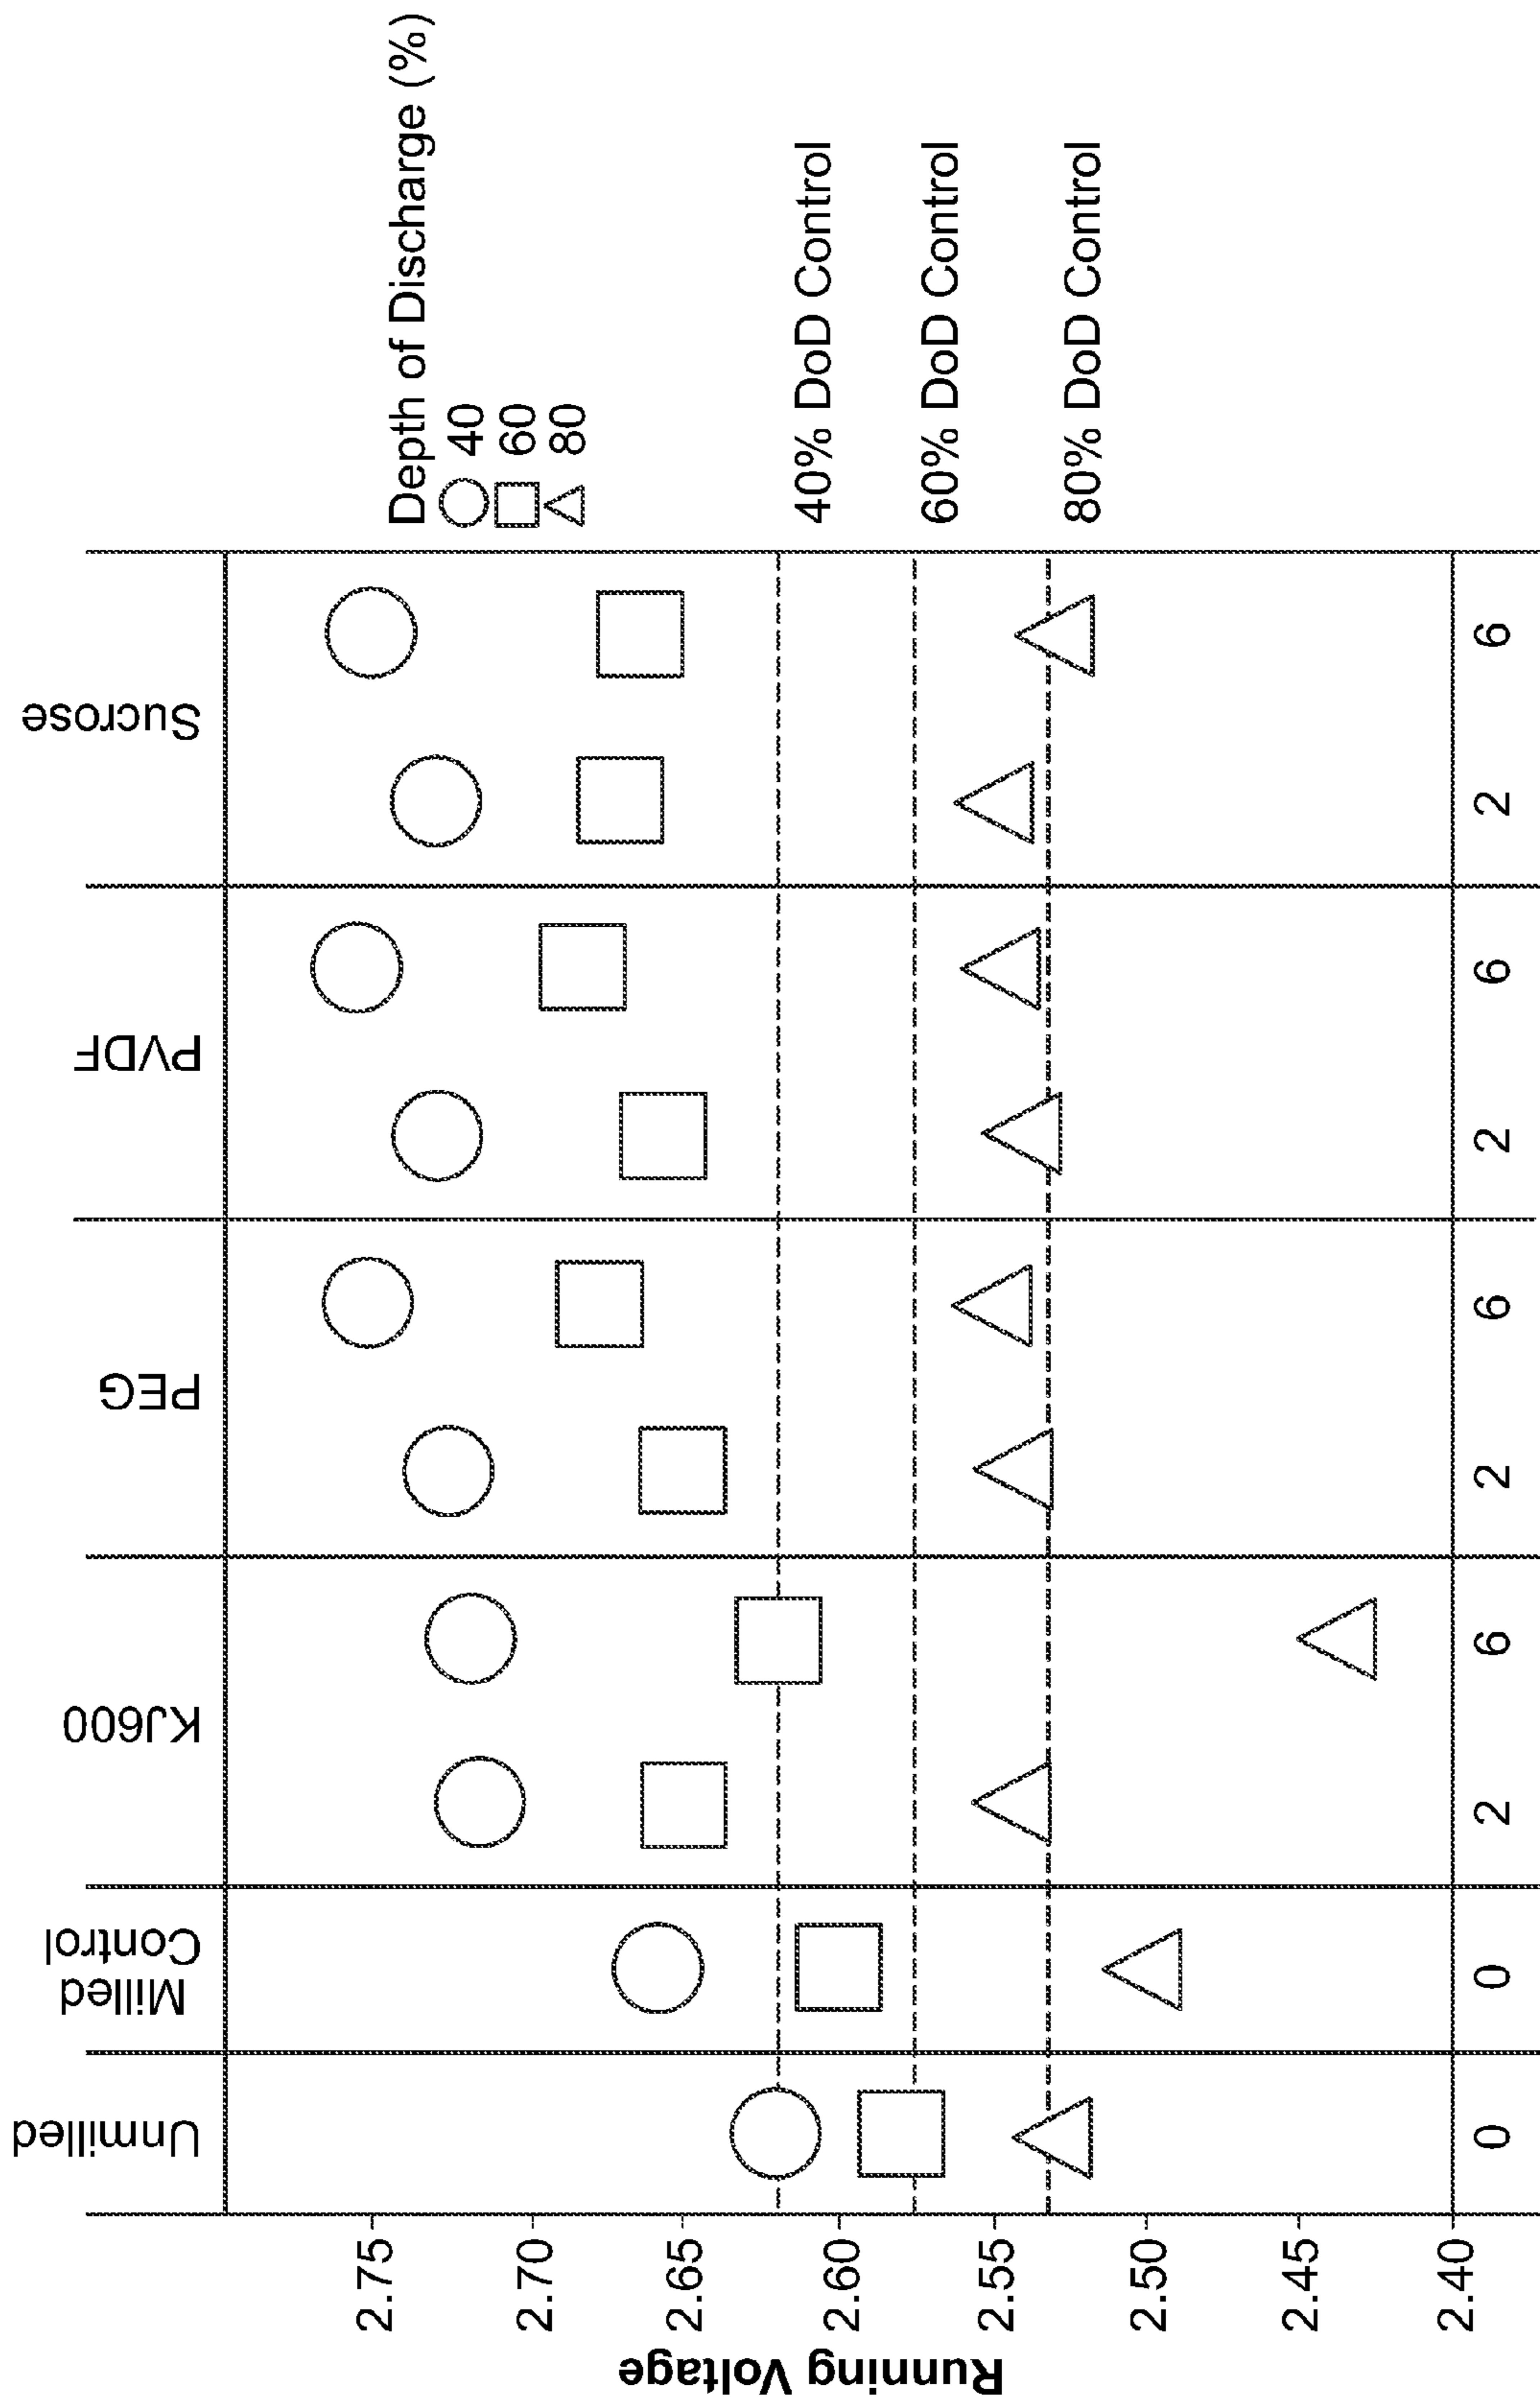 Unmilled
Milled
Control
KJ600
PEG
PVDF
Sucrose
Running Voltage
2.75
2.70
2.65
2.60
2.55
2.50
2.45
2.40
0
0
2
6
2
6
2
6
2
6
Depth of Discharge (%)
40
60
80
40% DoD Control
60% DoD Control
80% DoD Control